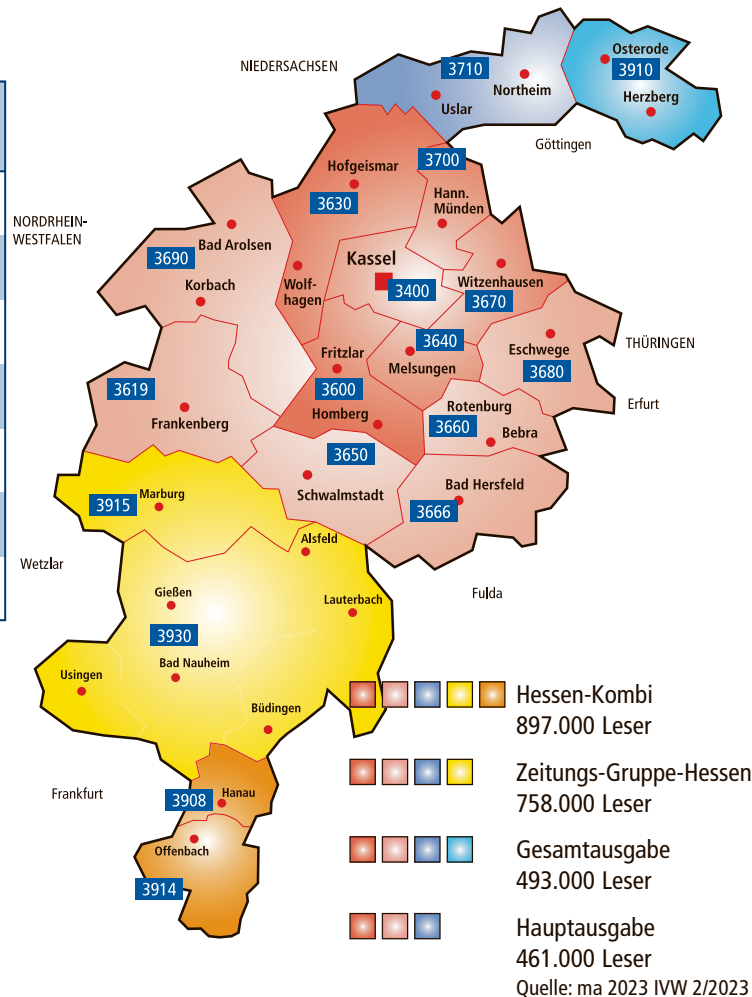 Osterode
3910
Herzberg
NIEDERSACHSEN
3710
Northeim
Uslar
Göttingen
3700
Hofgeismar
3630
Hann.
Münden
NORDRHEIN-
WESTFALEN
Bad Arolsen
3690
Korbach
Kassel
3400
Wolf-
hagen
Witzenhausen
3670
3640
Melsungen
Eschwege
3680
THÜRINGEN
Fritzlar
3600
Homberg
3619
Frankenberg
Rotenburg
3660
Bebra
Erfurt
3650
Schwalmstadt
Bad Hersfeld
3666
3915
Marburg
Alsfeld
Wetzlar
Fulda
Gießen
Lauterbach
3930
Bad Nauheim
Usingen
Büdingen
Frankfurt
3908
Hanau
Offenbach
3914
Hessen-Kombi
897.000 Leser
Zeitungs-Gruppe-Hessen
758.000 Leser
Gesamtausgabe
493.000 Leser
Hauptausgabe
461.000 Leser
Quelle: ma 2023 IVW 2/2023